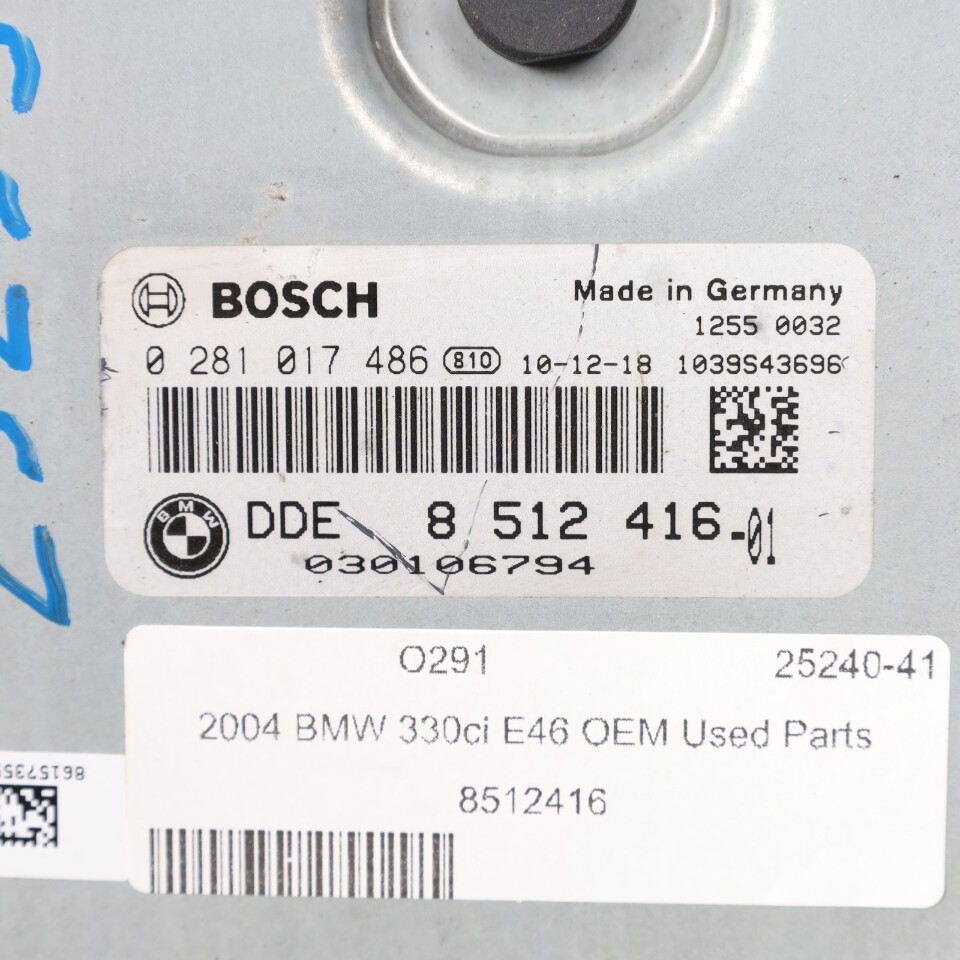 BOSCH
Made in Germany
1255 0032
0 281 017 486 810 10-12-18 1039S43696
BMW
DDE 8 512 416-01
030106794
O291 25240-41
2004 BMW 330ci E46 OEM Used Parts
8512416